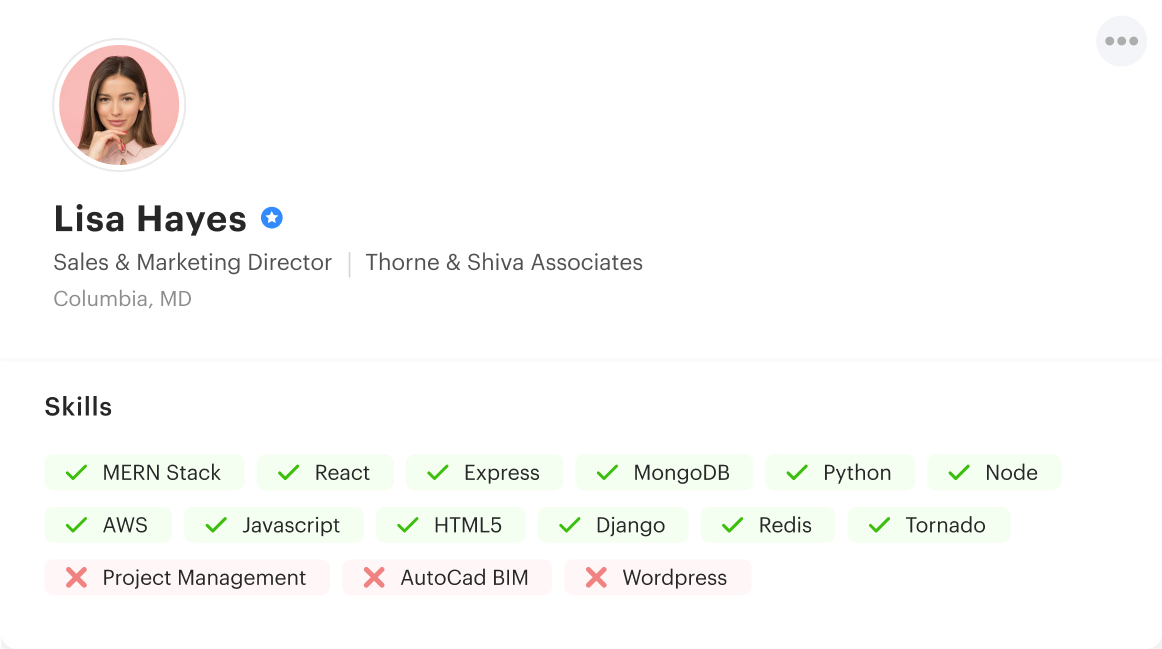 Lisa Hayes
Sales & Marketing Director | Thorne & Shiva Associates
Columbia, MD
Skills
MERN Stack React Express MongoDB Python Node
AWS Javascript HTML5 Django Redis Tornado
Project Management AutoCad BIM Wordpress